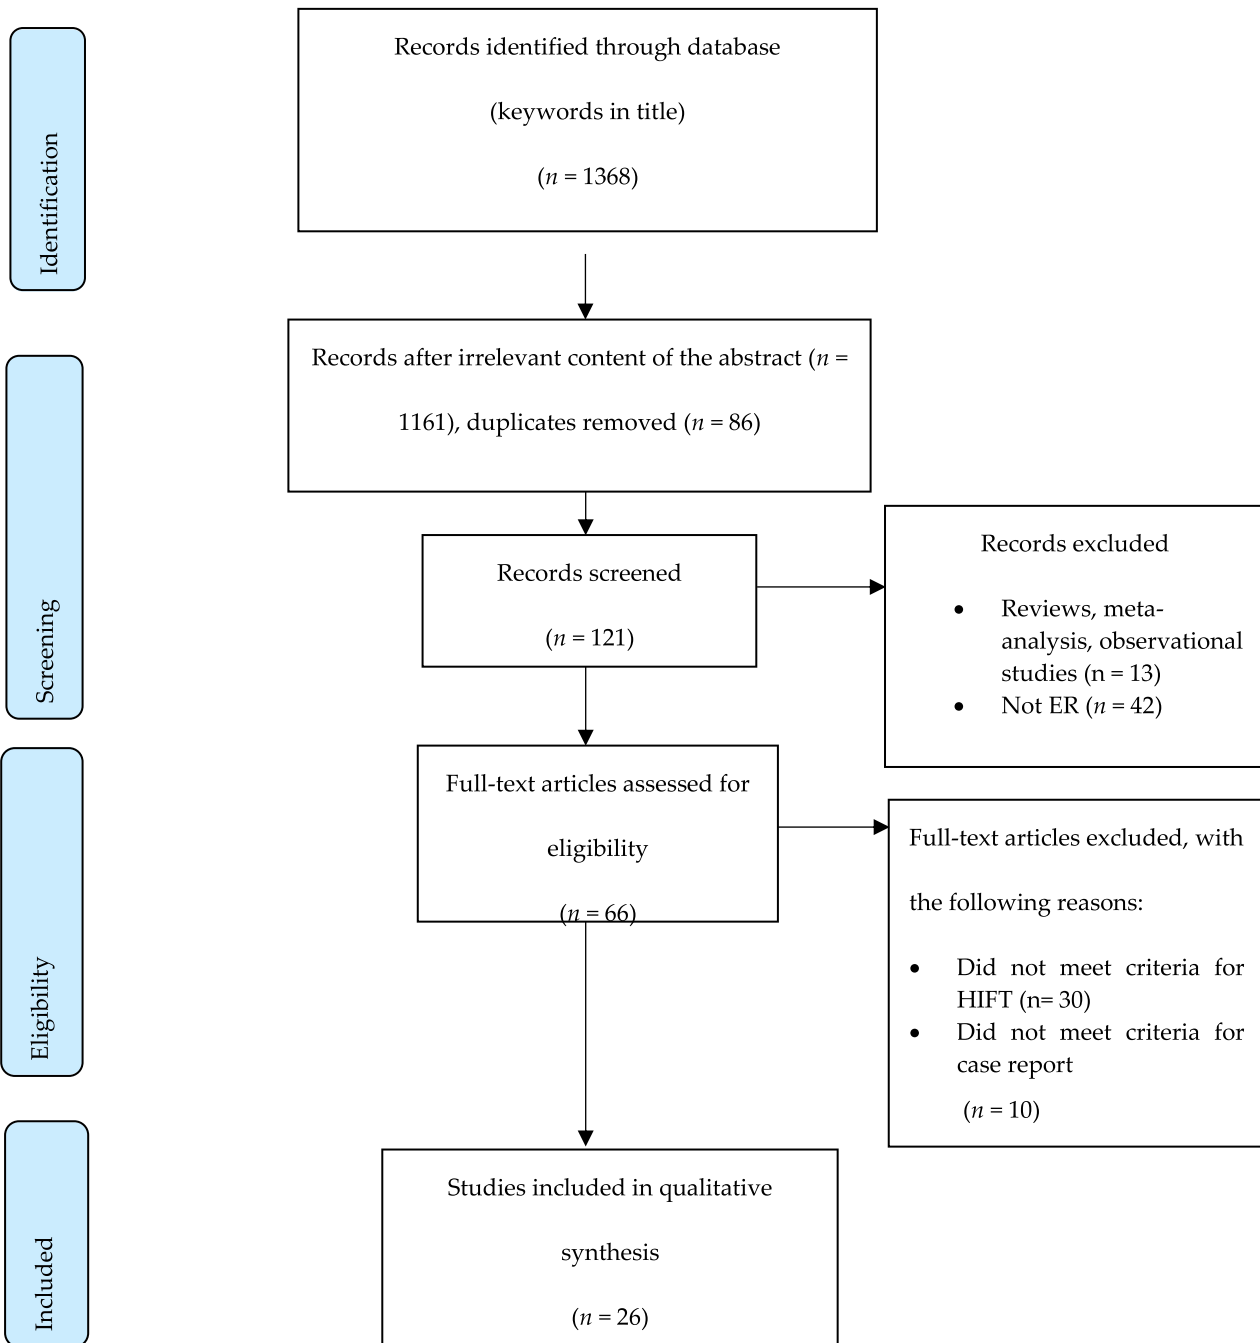 Identification
Records identified through database
(keywords in title)
(n = 1368)
Records after irrelevant content of the abstract (n =
1161), duplicates removed (n = 86)
Screening
Records screened
(n = 121)
Records excluded
• Reviews, meta-
analysis, observational
studies (n = 13)
• Not ER (n = 42)
Eligibility
Full-text articles assessed for
eligibility
(n = 66)
Full-text articles excluded, with
the following reasons:
• Did not meet criteria for
HIFT (n= 30)
• Did not meet criteria for
case report
(n = 10)
Included
Studies included in qualitative
synthesis
(n = 26)